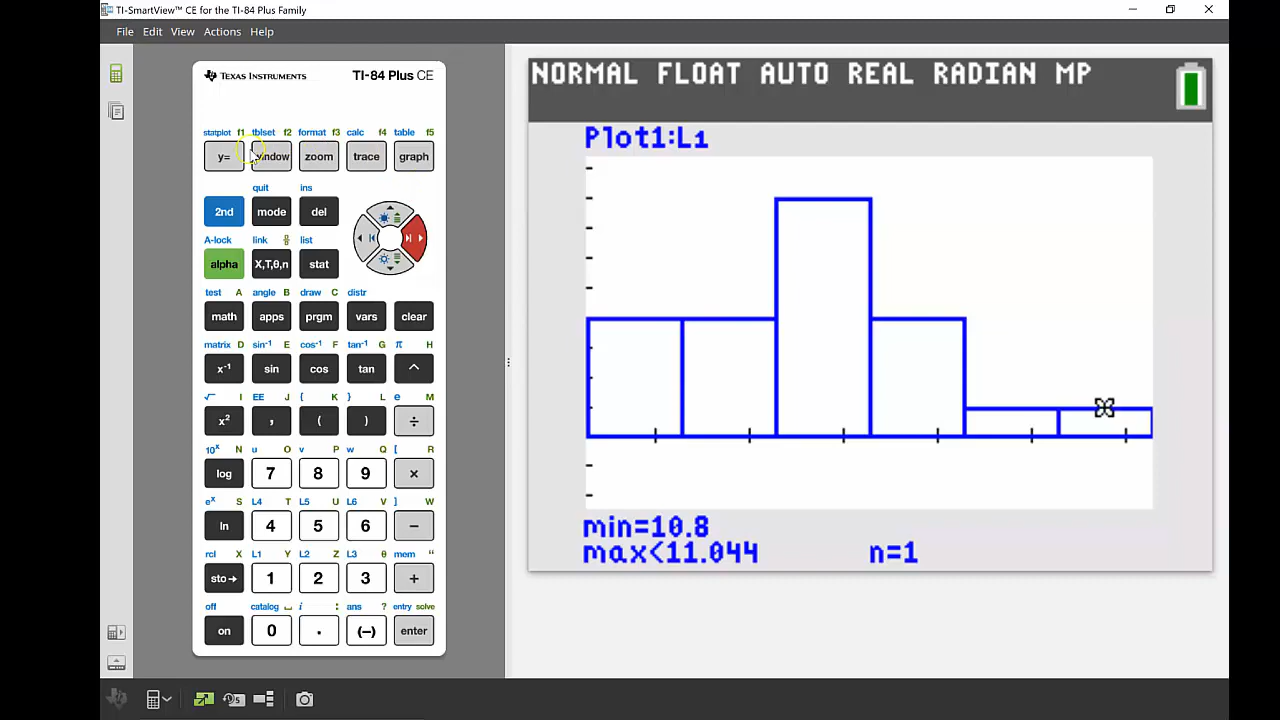 TI-SmartView™ CE for the TI-84 Plus Family
File Edit View Actions Help
TEXAS INSTRUMENTS TI-84 Plus CE
statplot f1 tblset f2 format f3 calc f4 table f5
y= window zoom trace graph
quit ins
2nd mode del
A-lock link list
alpha X,T,θ,n stat
test A angle B draw C distr
math apps prgm vars clear
matrix D sin-1 E cos-1 F tan-1 G π H
x-1 sin cos tan ^
√ I EE J { K } L e M
x2 , ( ) ÷
10x N u O v P w Q [ R
log 7 8 9 ×
ex S L4 T L5 U L6 V ] W
ln 4 5 6 −
rcl X L1 Y L2 Z L3 θ mem "
sto→ 1 2 3 +
off catalog ⎵ i : ans ? entry solve
on 0 . (−) enter
NORMAL FLOAT AUTO REAL RADIAN MP
Plot1:L1
min=10.8
max<11.044 n=1